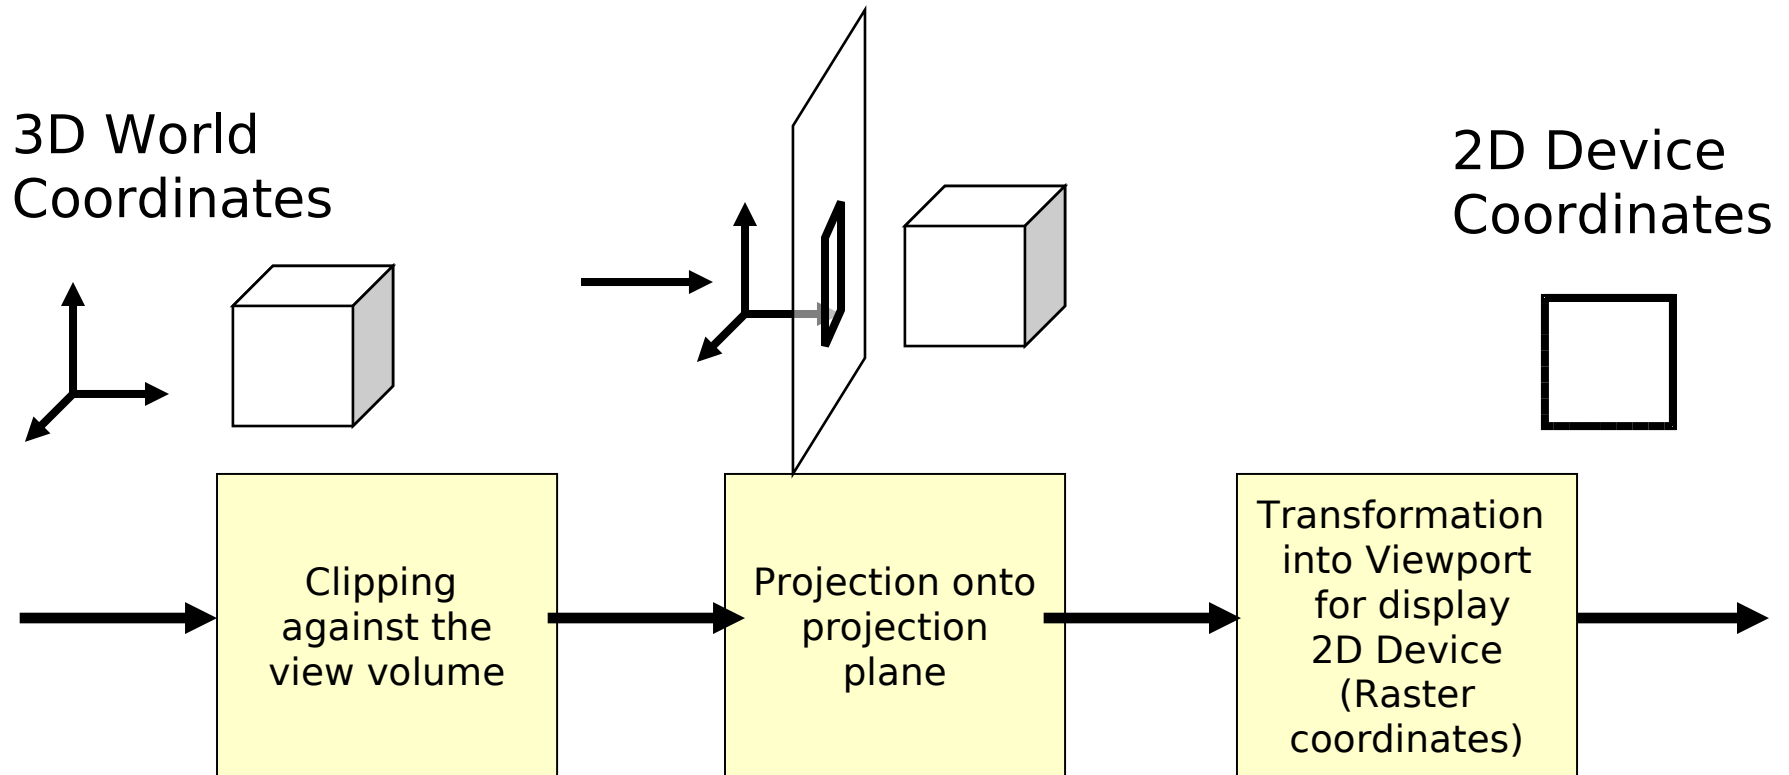 3D World
Coordinates
2D Device
Coordinates
Clipping
against the
view volume
Projection onto
projection
plane
Transformation
into Viewport
for display
2D Device
(Raster
coordinates)